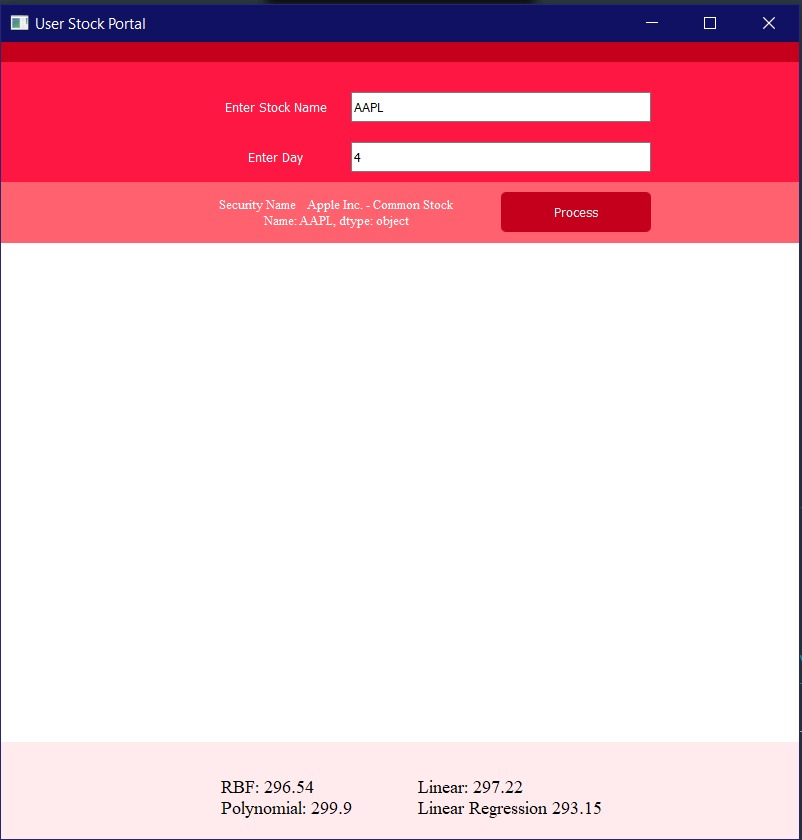 User Stock Portal
Enter Stock Name AAPL
Enter Day 4
Security Name Apple Inc. - Common Stock
Name: AAPL, dtype: object
Process
RBF: 296.54 Linear: 297.22
Polynomial: 299.9 Linear Regression 293.15